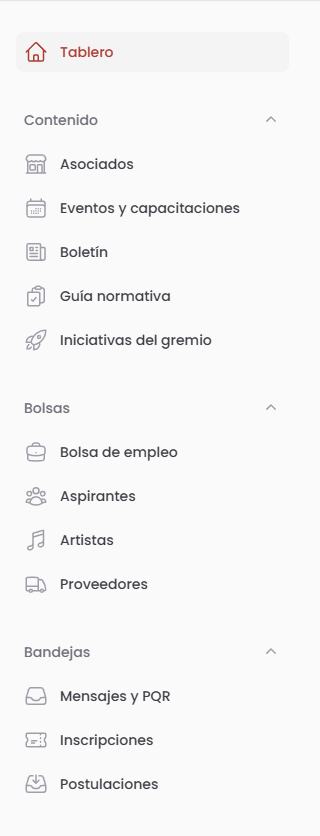 Tablero
Contenido
Asociados
Eventos y capacitaciones
Boletín
Guía normativa
Iniciativas del gremio
Bolsas
Bolsa de empleo
Aspirantes
Artistas
Proveedores
Bandejas
Mensajes y PQR
Inscripciones
Postulaciones